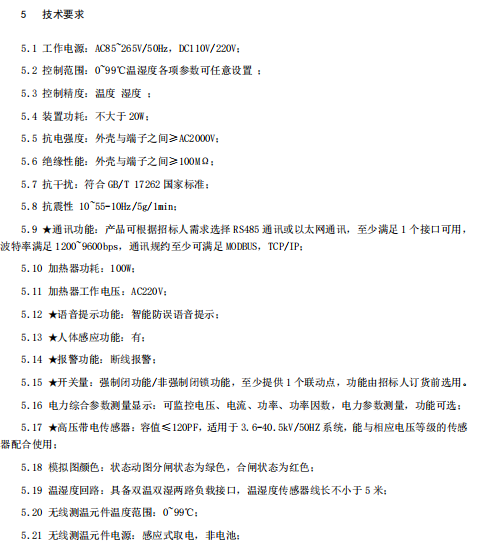 5 技术要求
5.1 工作电源：AC85~265V/50Hz，DC110V/220V；
5.2 控制范围：0~99℃温湿度各项参数可任意设置 ；
5.3 控制精度：温度 湿度 ；
5.4 装置功耗：不大于 20W；
5.5 抗电强度：外壳与端子之间≥AC2000V；
5.6 绝缘性能：外壳与端子之间≥100MΩ；
5.7 抗干扰：符合 GB/T 17262 国家标准；
5.8 抗震性 10~55-10Hz/5g/1min；
5.9 ★通讯功能：产品可根据招标人需求选择 RS485 通讯或以太网通讯，至少满足 1 个接口可用，
波特率满足 1200~9600bps，通讯规约至少可满足 MODBUS，TCP/IP；
5.10 加热器功耗：100W；
5.11 加热器工作电压：AC220V；
5.12 ★语音提示功能：智能防误语音提示；
5.13 ★人体感应功能：有；
5.14 ★报警功能：断线报警；
5.15 ★开关量：强制闭功能/非强制闭锁功能，至少提供 1 个联动点，功能由招标人订货前选用。
5.16 电力综合参数测量显示：可监控电压、电流、功率、功率因数，电力参数测量，功能可选；
5.17 ★高压带电传感器：容值≤120PF，适用于 3.6-40.5kV/50HZ 系统，能与相应电压等级的传感
器配合使用；
5.18 模拟图颜色：状态动图分闸状态为绿色，合闸状态为红色；
5.19 温湿度回路：具备双温双湿两路负载接口，温湿度传感器线长不小于 5 米；
5.20 无线测温元件温度范围：0~99℃；
5.21 无线测温元件电源：感应式取电，非电池；